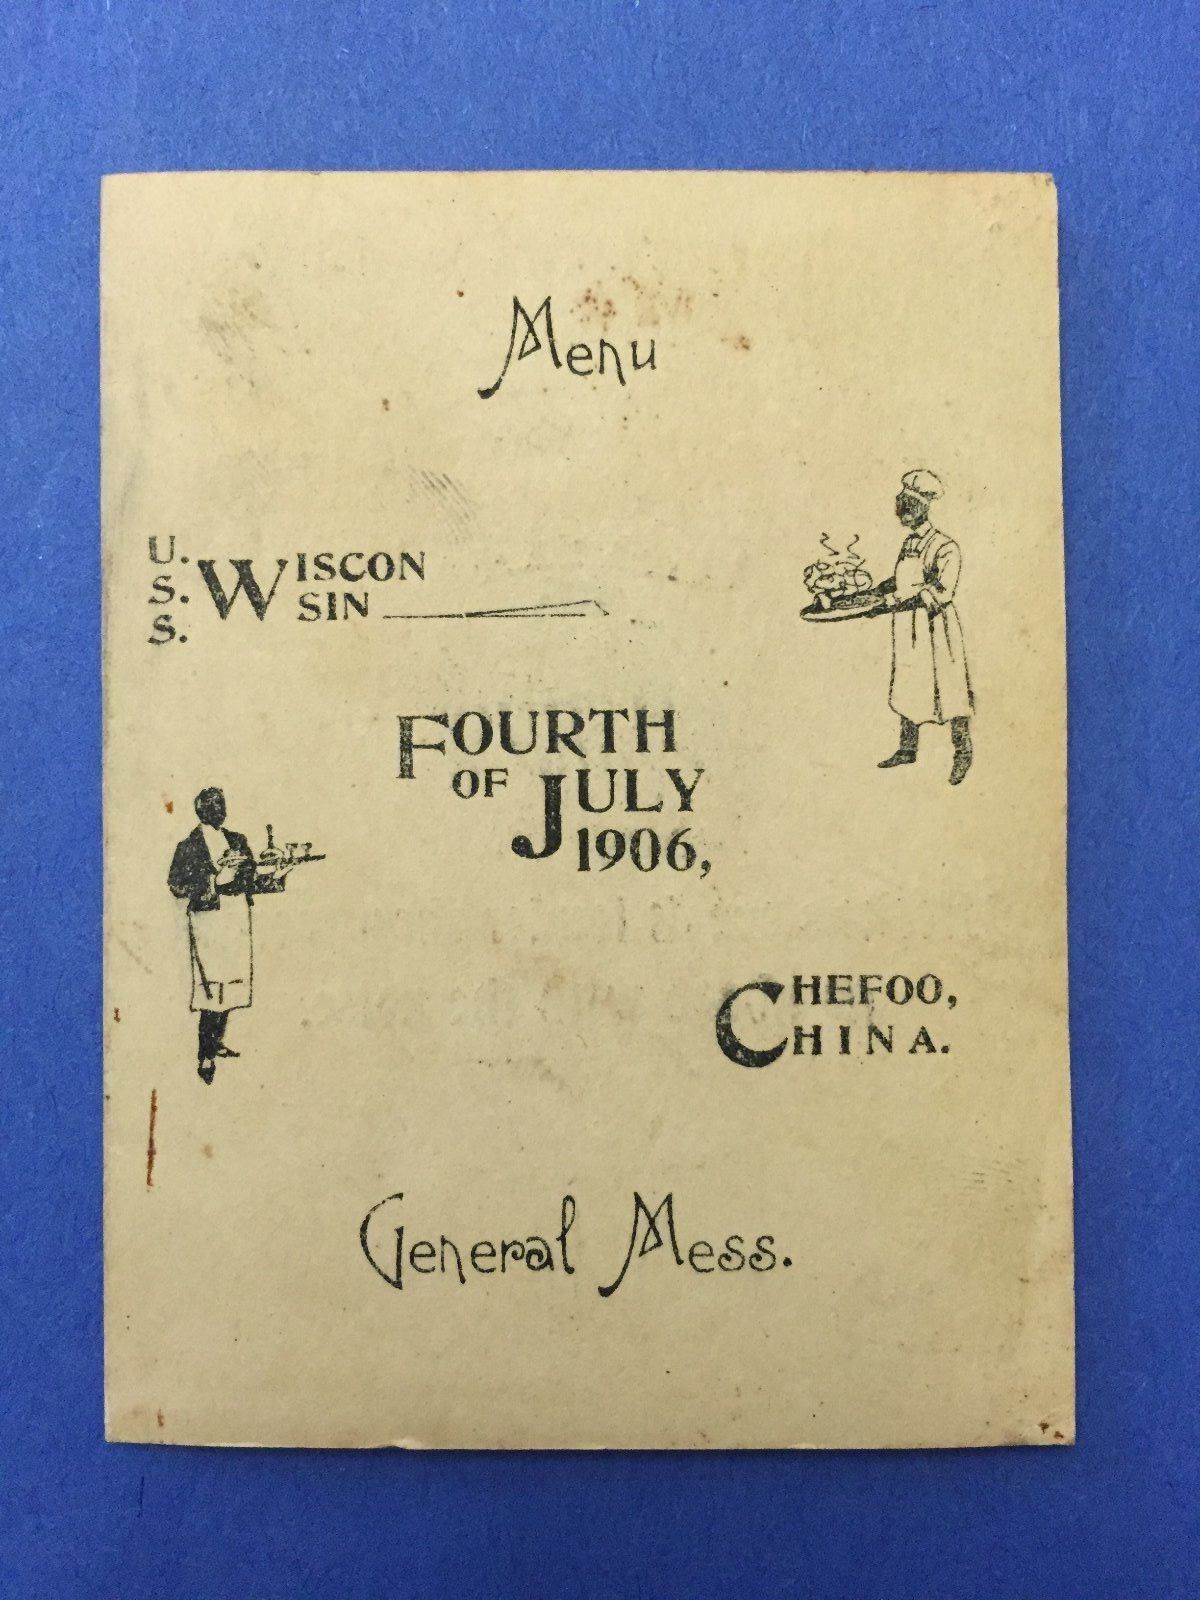 Menu
U. S. S. WISCON
SIN
FOURTH
OF JULY
1906,
CHEFOO,
CHINA.
General Mess.